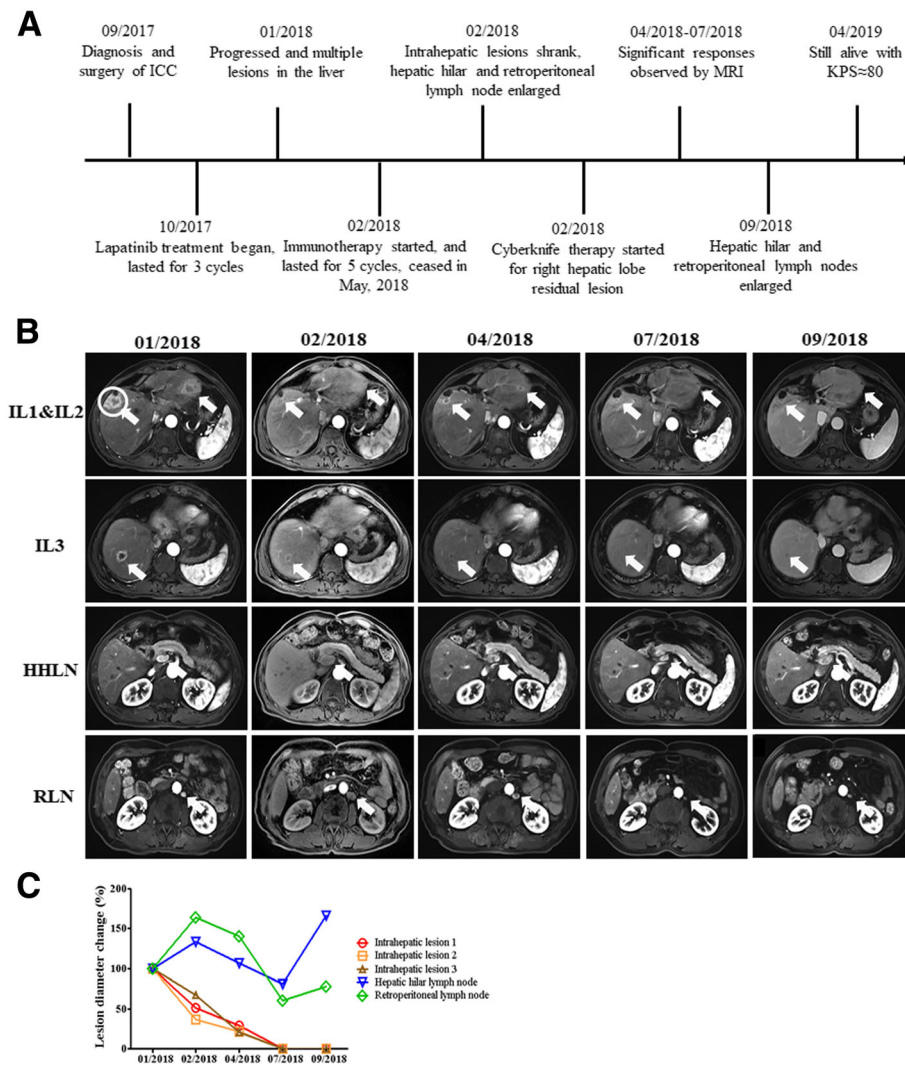 A
09/2017
Diagnosis and
surgery of ICC
01/2018
Progressed and multiple
lesions in the liver
02/2018
Intrahepatic lesions shrank,
hepatic hilar and retroperitoneal
lymph node enlarged
04/2018-07/2018
Significant responses
observed by MRI
04/2019
Still alive with
KPS≈80
10/2017
Lapatinib treatment began,
lasted for 3 cycles
02/2018
Immunotherapy started, and
lasted for 5 cycles, ceased in
May, 2018
02/2018
Cyberknife therapy started
for right hepatic lobe
residual lesion
09/2018
Hepatic hilar and
retroperitoneal lymph nodes
enlarged
B
01/2018 02/2018 04/2018 07/2018 09/2018
IL1&IL2
IL3
HHLN
RLN
C
Lesion diameter change (%)
200
150
100
50
0
01/2018 02/2018 04/2018 07/2018 09/2018
Intrahepatic lesion 1
Intrahepatic lesion 2
Intrahepatic lesion 3
Hepatic hilar lymph node
Retroperitoneal lymph node